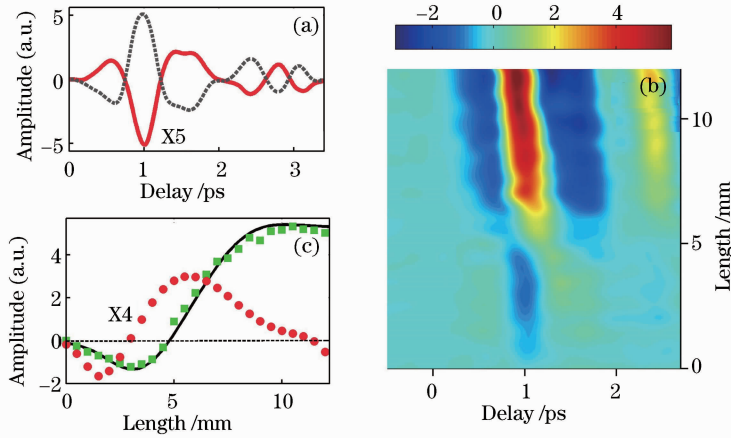 (a)
5
0
−5
Amplitude (a.u.)
X5
0 1 2 3
Delay /ps
(c)
4
2
0
−2
Amplitude (a.u.)
X4
0 5 10
Length /mm
−2 0 2 4
(b)
10
5
0
Length /mm
0 1 2
Delay /ps